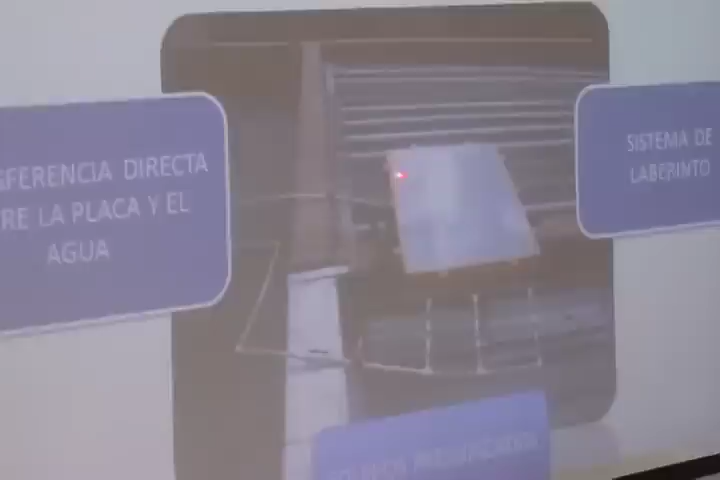 SFERENCIA DIRECTA
RE LA PLACA Y EL
AGUA
SISTEMA DE
LABERINTO